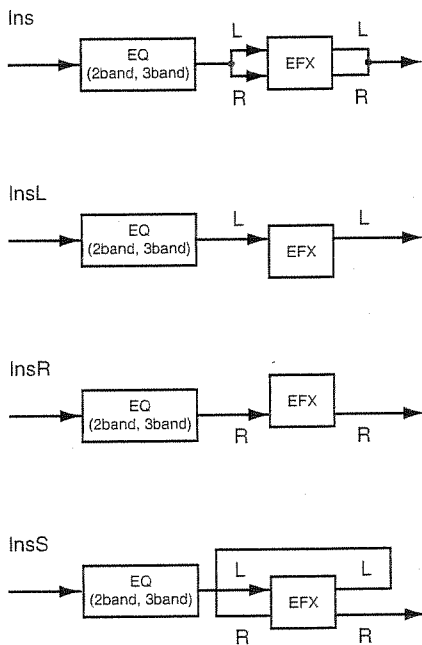 Ins
L L
EQ
(2band, 3band)
EFX
R R
InsL
EQ
(2band, 3band)
L L
EFX
InsR
EQ
(2band, 3band)
EFX
R R
InsS
EQ
(2band, 3band)
L L
EFX
R R